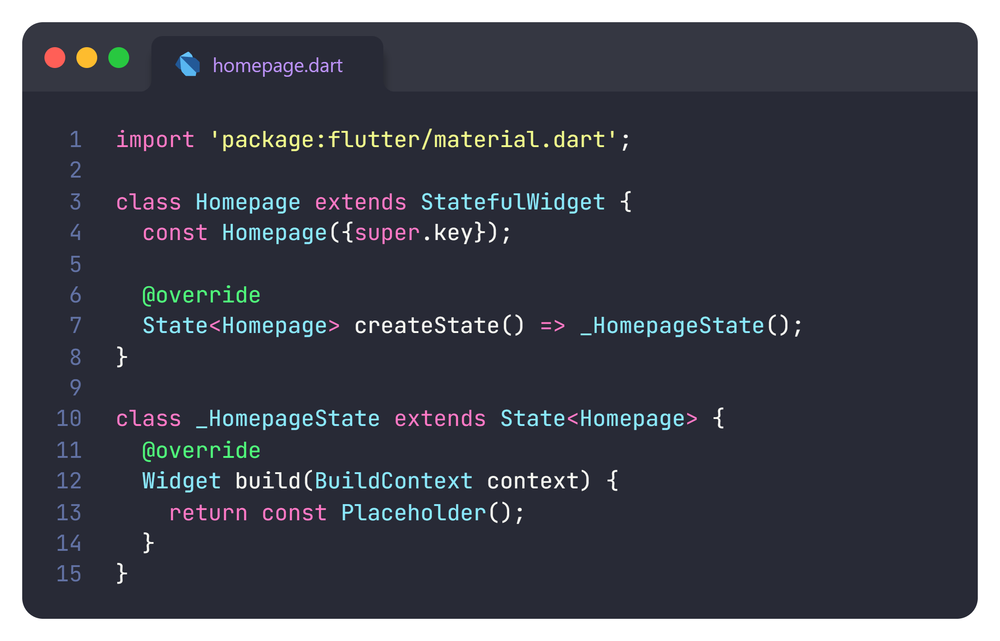 homepage.dart
1 import 'package:flutter/material.dart';
2
3 class Homepage extends StatefulWidget {
4   const Homepage({super.key});
5
6   @override
7   State<Homepage> createState() => _HomepageState();
8 }
9
10 class _HomepageState extends State<Homepage> {
11   @override
12   Widget build(BuildContext context) {
13     return const Placeholder();
14   }
15 }